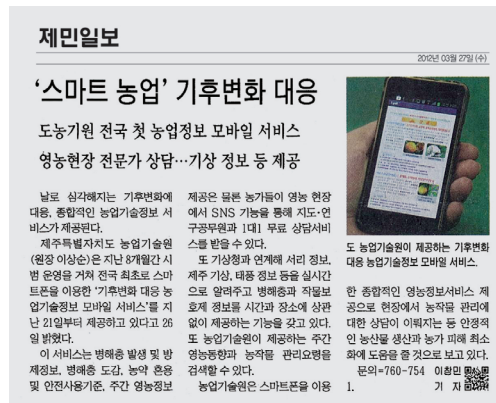 제민일보
2012년 03월 27일 (수)
'스마트 농업' 기후변화 대응
도농기원 전국 첫 농업정보 모바일 서비스
영농현장 전문가 상담…기상 정보 등 제공
날로 심각해지는 기후변화에
대응, 종합적인 농업기술정보 서
비스가 제공된다.
제주특별자치도 농업기술원
(원장 이상순)은 지난 8개월간 시
범 운영을 거쳐 전국 최초로 스마
트폰을 이용한 '기후변화 대응 농
업기술정보 모바일 서비스'를 지
난 21일부터 제공하고 있다고 26
일 밝혔다.
이 서비스는 병해충 발생 및 방
제정보, 병해충 도감, 농약 혼용
및 안전사용기준, 주간 영농정보
제공은 물론 농가들이 영농 현장
에서 SNS 기능을 통해 지도·연
구공무원과 1대1 무료 상담서비
스를 받을 수 있다.
또 기상청과 연계해 서리 정보,
제주 기상, 태풍 정보 등을 실시간
으로 알려주고 병해충과 작물보
호제 정보를 시간과 장소에 상관
없이 제공하는 기능을 갖고 있다.
또 농업기술원이 제공하는 주간
영농동향과 농작물 관리요령을
검색할 수 있다.
농업기술원은 스마트폰을 이용
도 농업기술원이 제공하는 기후변화
대응 농업기술정보 모바일 서비스.
한 종합적인 영농정보서비스 제
공으로 현장에서 농작물 관리에
대한 상담이 이뤄지는 등 안정적
인 농산물 생산과 농가 피해 최소
화에 도움을 줄 것으로 보고 있다.
문의=760-754 이창민
1. 기자